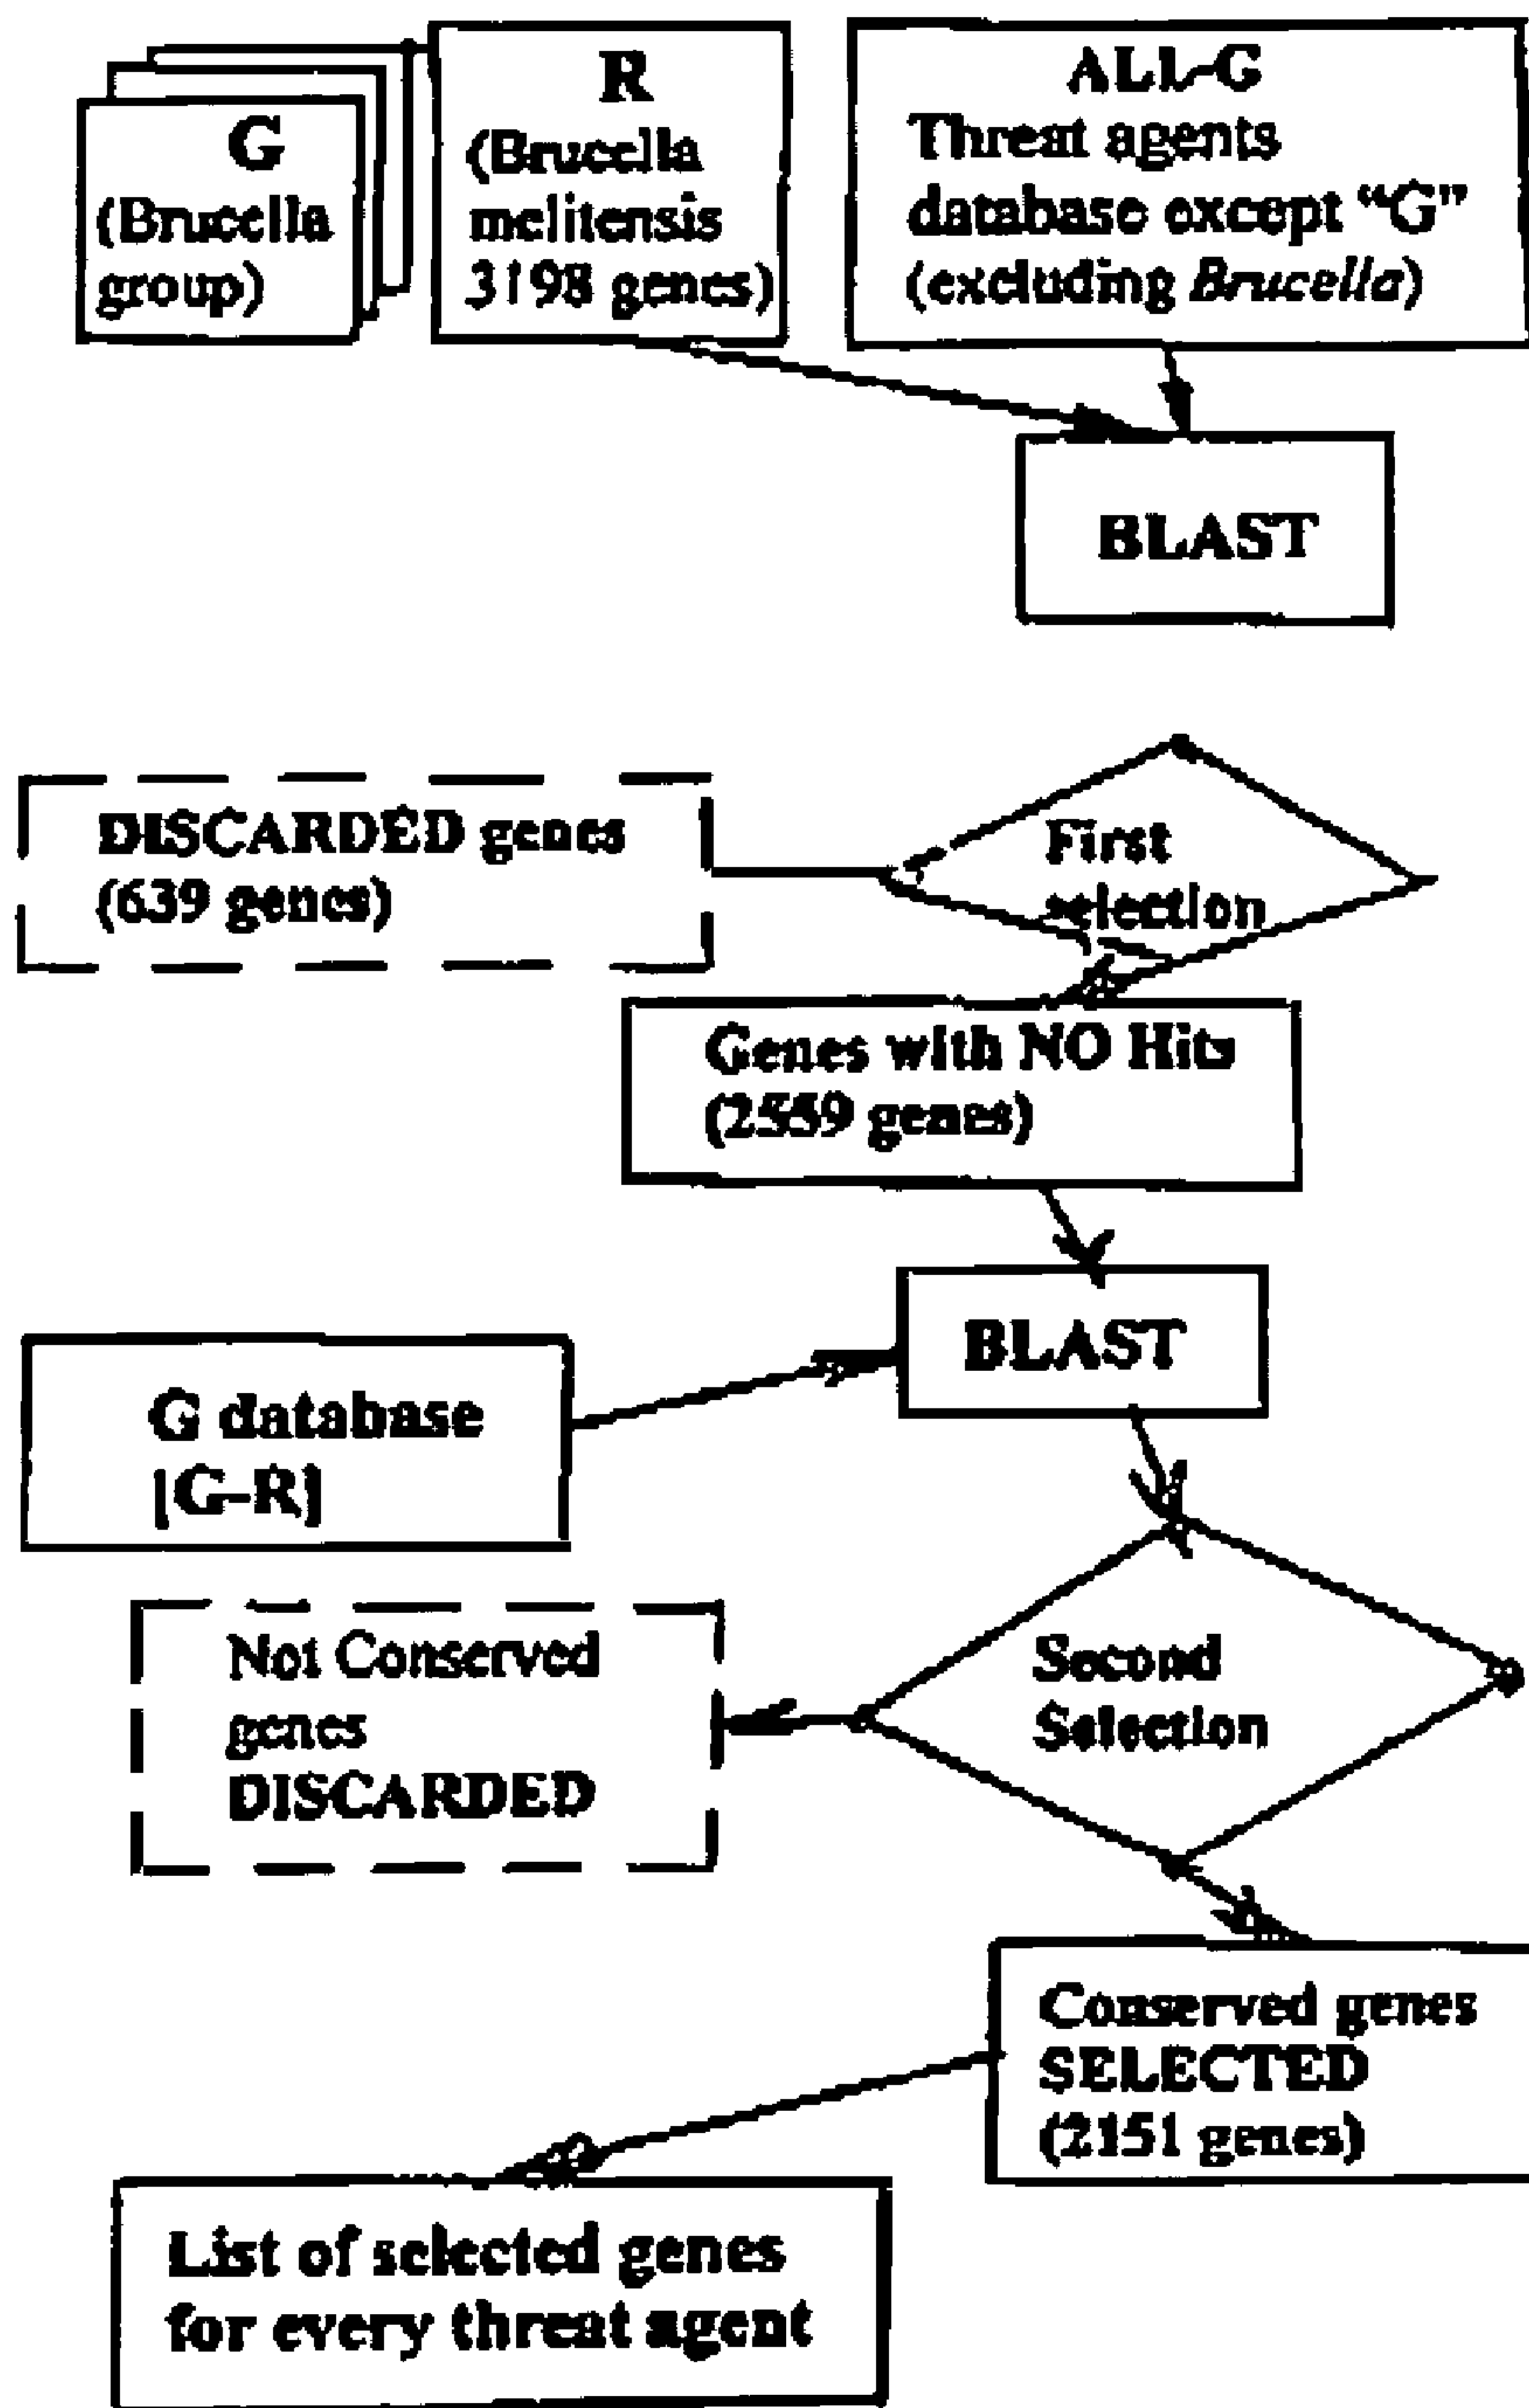 G
(Brucella
group)
R
(Brucella
melitensis
3198 genes)
ALL-G
Threat agents
database except “G”
(excluding Brucella)
BLAST
First
selection
DISCARDED genes
(639 genes)
Genes with NO Hits
(2559 genes)
BLAST
G database
[G-R]
Second
Selection
Not Conserved
genes
DISCARDED
Conserved genes
SELECTED
(2151 genes)
List of selected genes
for every threat agent